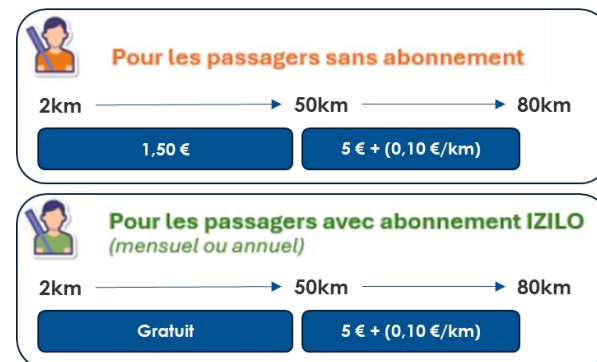 Pour les passagers sans abonnement
2km 50km 80km
1,50 € 5 € + (0,10 €/km)
Pour les passagers avec abonnement IZILO
(mensuel ou annuel)
2km 50km 80km
Gratuit 5 € + (0,10 €/km)